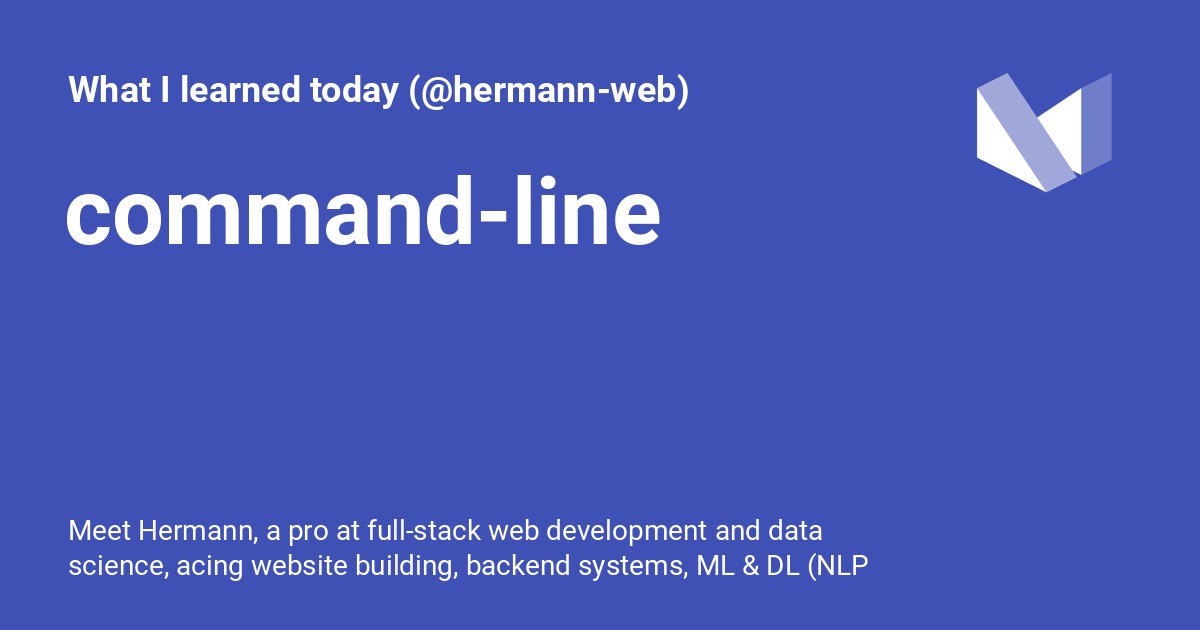 What I learned today (@hermann-web)
command-line
Meet Hermann, a pro at full-stack web development and data
science, acing website building, backend systems, ML & DL (NLP